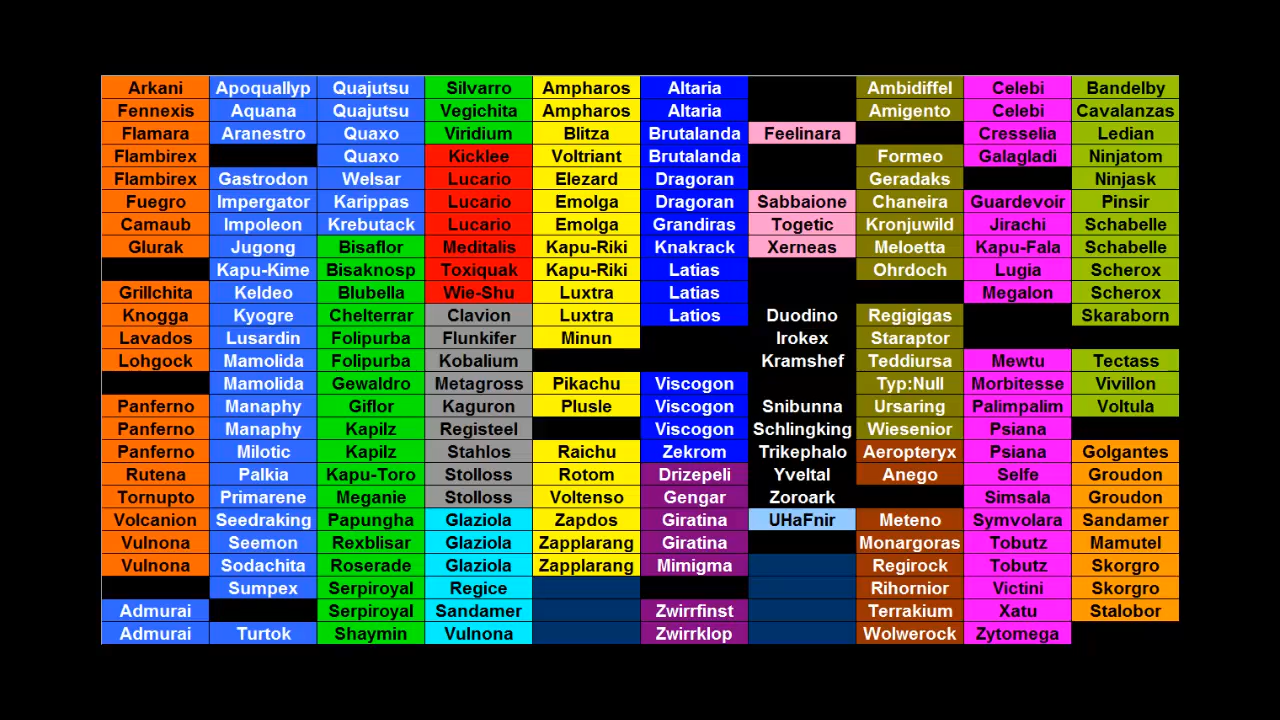 Arkani Apoquallyp Quajutsu Silvarro Ampharos Altaria Ambidiffel Celebi Bandelby
Fennexis Aquana Quajutsu Vegichita Ampharos Altaria Amigento Celebi Cavalanzas
Flamara Aranestro Quaxo Viridium Blitza Brutalanda Feelinara Cresselia Ledian
Flambirex Quaxo Kicklee Voltriant Brutalanda Formeo Galagladi Ninjatom
Flambirex Gastrodon Welsar Lucario Elezard Dragoran Geradaks Ninjask
Fuegro Impergator Karippas Lucario Emolga Dragoran Sabbaione Chaneira Guardevoir Pinsir
Camaub Impoleon Krebutack Lucario Emolga Grandiras Togetic Kronjuwild Jirachi Schabelle
Glurak Jugong Bisaflor Meditalis Kapu-Riki Knakrack Xerneas Meloetta Kapu-Fala Schabelle
Kapu-Kime Bisaknosp Toxiquak Kapu-Riki Latias Ohrdoch Lugia Scherox
Grillchita Keldeo Blubella Wie-Shu Luxtra Latias Megalon Scherox
Knogga Kyogre Chelterrar Clavion Luxtra Latios Duodino Regigigas Skaraborn
Lavados Lusardin Folipurba Flunkifer Minun Irokex Staraptor
Lohgock Mamolida Folipurba Kobalium Kramshef Teddiursa Mewtu Tectass
Mamolida Gewaldro Metagross Pikachu Viscogon Typ:Null Morbitesse Vivillon
Panferno Manaphy Giflor Kaguron Plusle Viscogon Snibunna Ursaring Palimpalim Voltula
Panferno Manaphy Kapilz Registeel Viscogon Schlingking Wiesenior Psiana
Panferno Milotic Kapilz Stahlos Raichu Zekrom Trikephalo Aeropteryx Psiana Golgantes
Rutena Palkia Kapu-Toro Stolloss Rotom Drizepeli Yveltal Anego Selfe Groudon
Tornupto Primarene Meganie Stolloss Voltenso Gengar Zoroark Simsala Groudon
Volcanion Seedraking Papungha Glaziola Zapdos Giratina UHaFnir Meteno Symvolara Sandamer
Vulnona Seemon Rexblisar Glaziola Zapplarang Giratina Monargoras Tobutz Mamutel
Vulnona Sodachita Roserade Glaziola Zapplarang Mimigma Regirock Tobutz Skorgro
Sumpex Serpiroyal Regice Rihornior Victini Skorgro
Admurai Serpiroyal Sandamer Zwirrfinst Terrakium Xatu Stalobor
Admurai Turtok Shaymin Vulnona Zwirrklop Wolwerock Zytomega